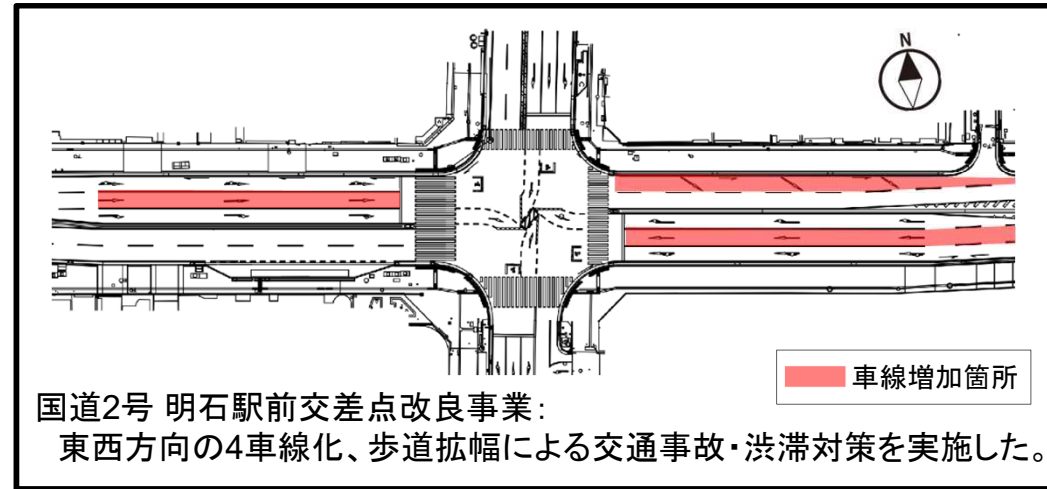 N
車線増加箇所
国道2号 明石駅前交差点改良事業:
東西方向の4車線化、歩道拡幅による交通事故・渋滞対策を実施した。